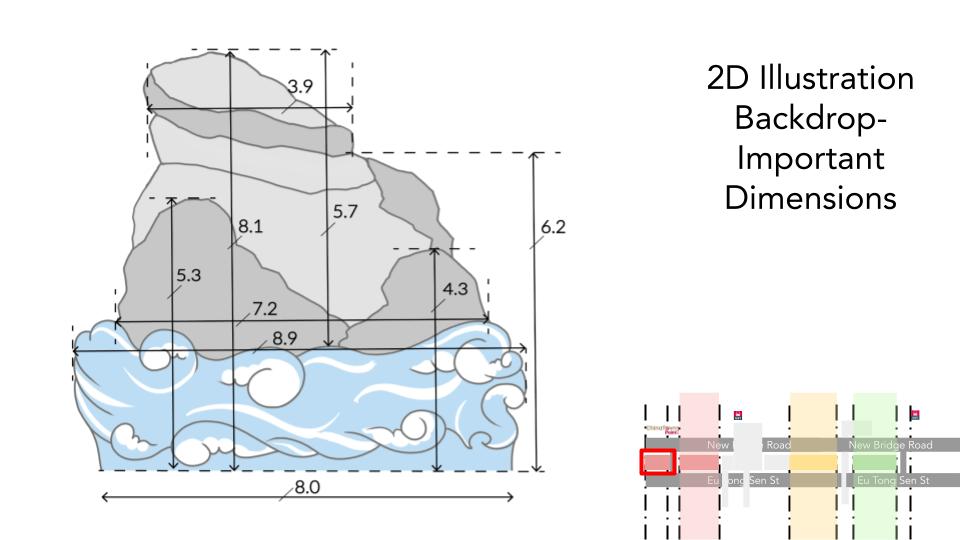 2D Illustration
Backdrop-
Important
Dimensions
3.9
5.7
8.1
6.2
5.3
4.3
7.2
8.9
8.0
New Road
New Bridge Road
Eu Tong Sen St
Eu Tong Sen St